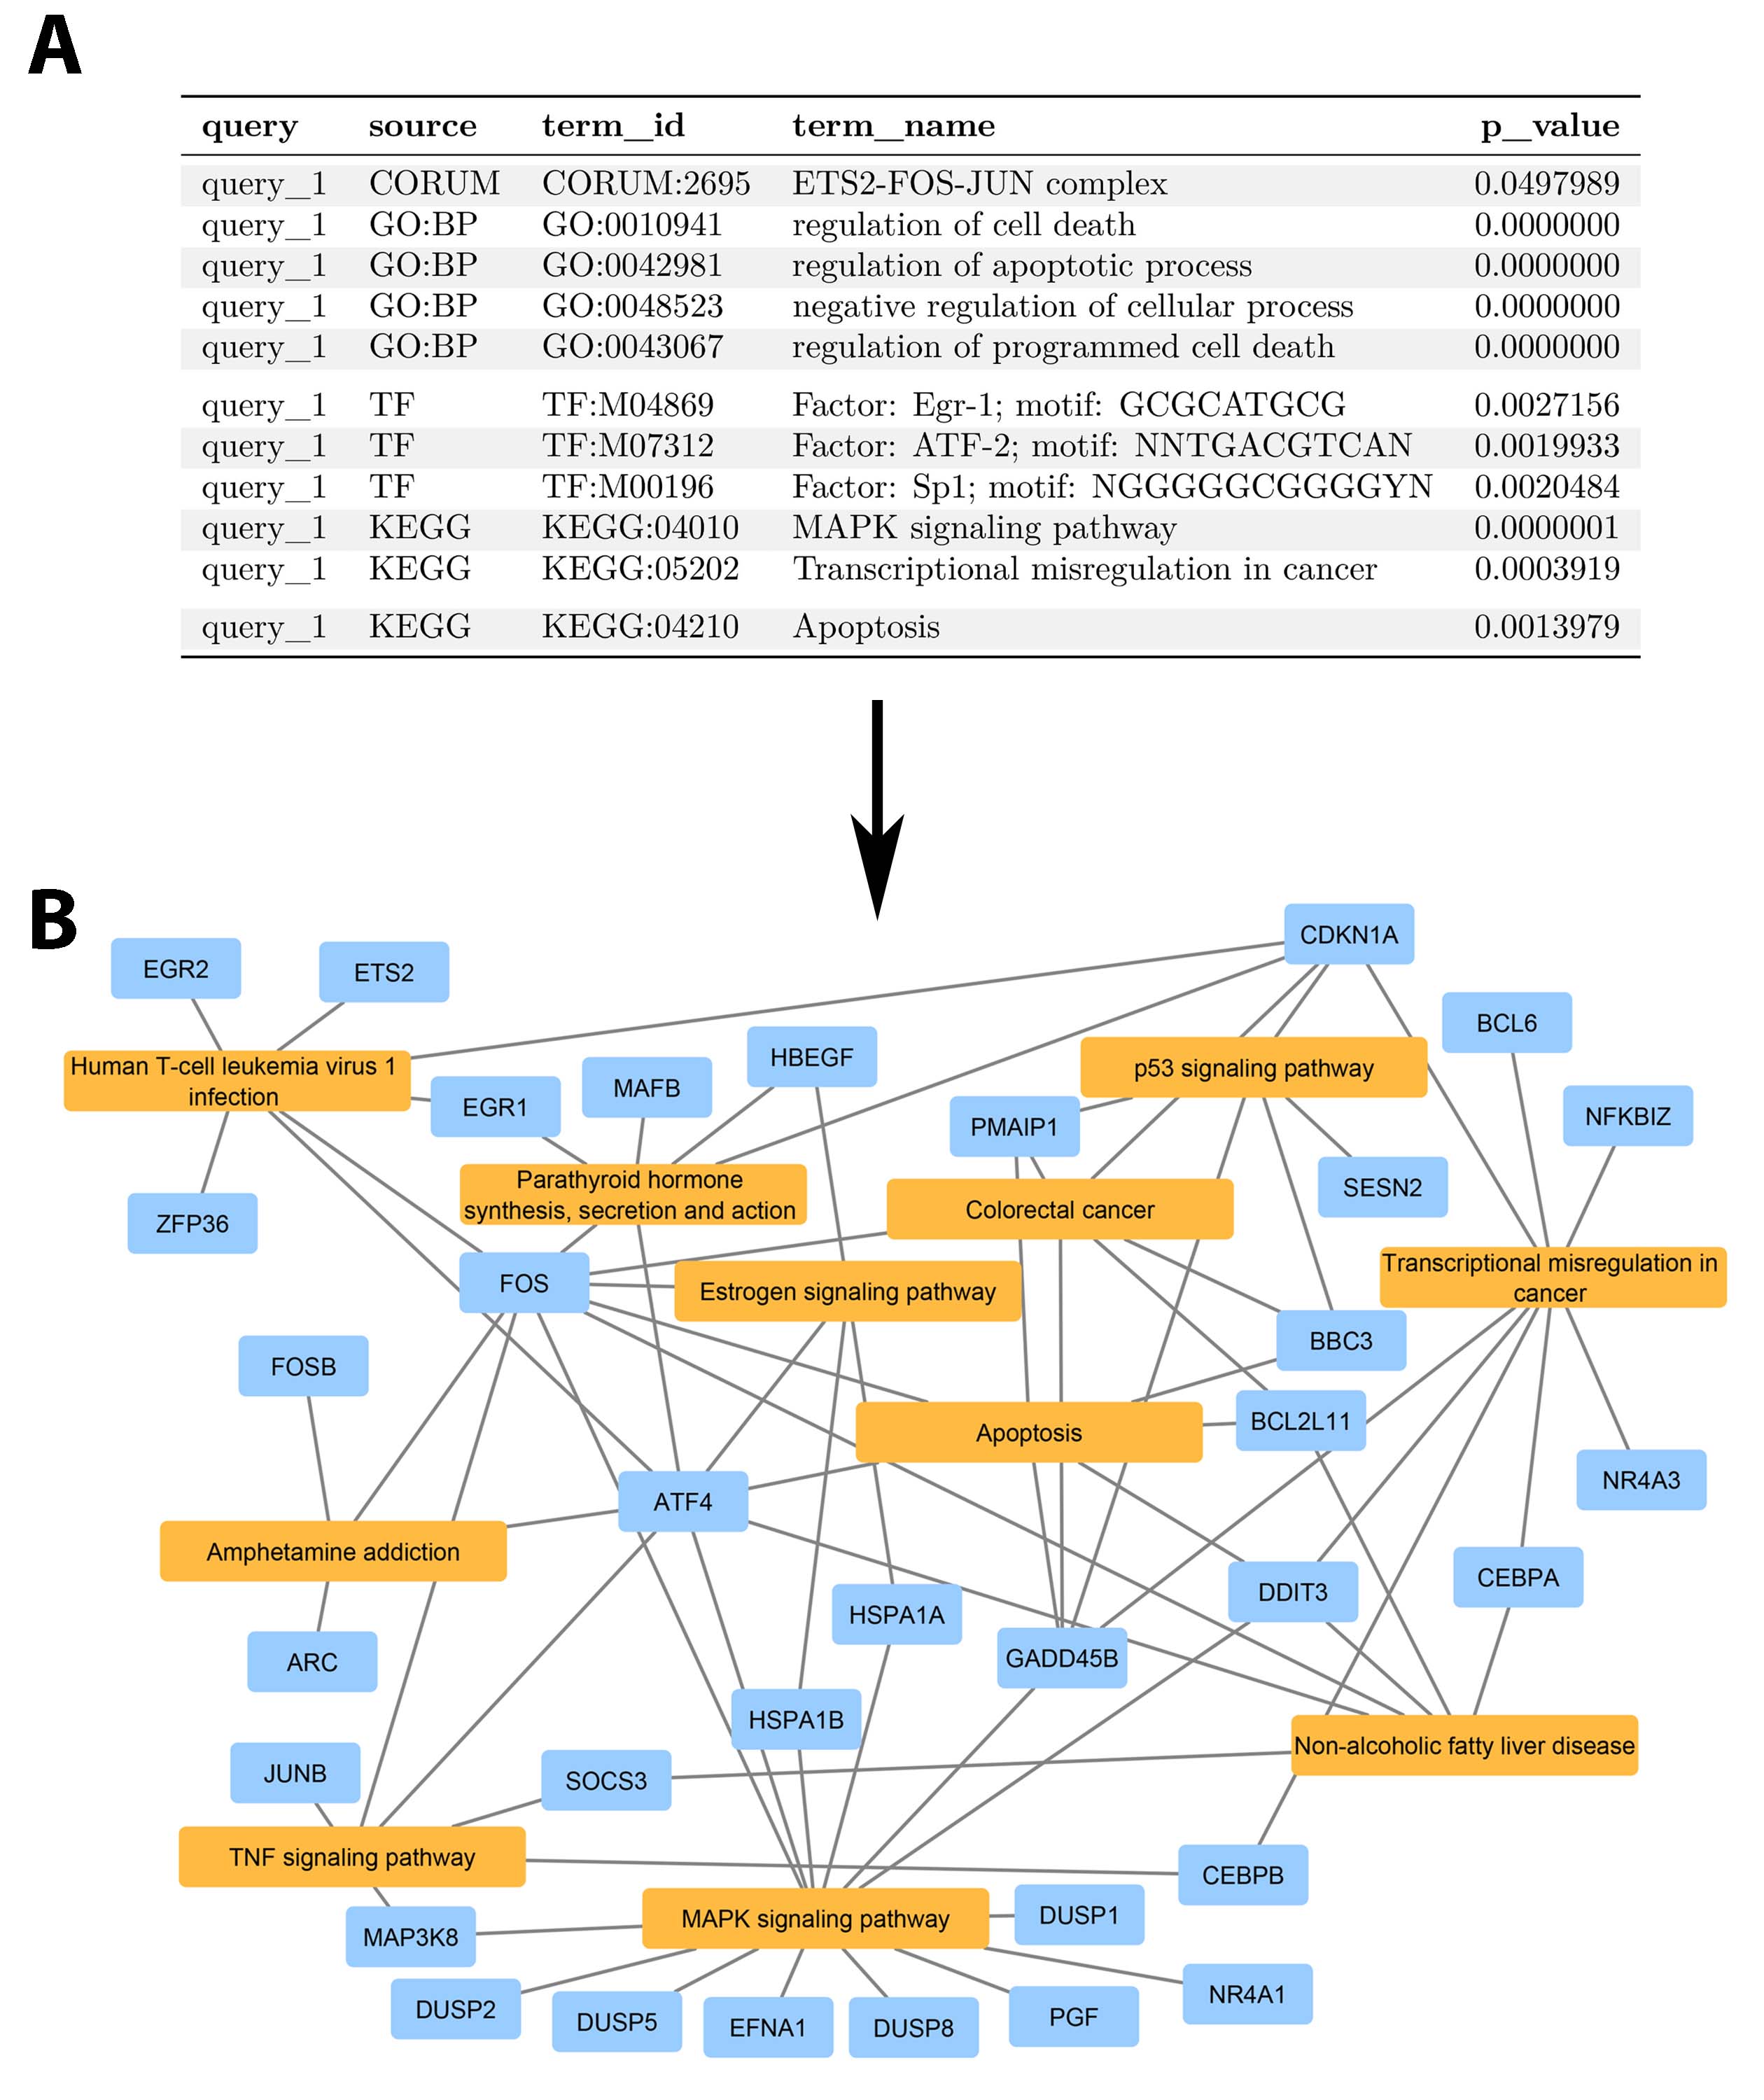 A
query source term_id term_name p_value
query_1 CORUM CORUM:2695 ETS2-FOS-JUN complex 0.0497989
query_1 GO:BP GO:0010941 regulation of cell death 0.0000000
query_1 GO:BP GO:0042981 regulation of apoptotic process 0.0000000
query_1 GO:BP GO:0048523 negative regulation of cellular process 0.0000000
query_1 GO:BP GO:0043067 regulation of programmed cell death 0.0000000
query_1 TF TF:M04869 Factor: Egr-1; motif: GCGCATGCG 0.0027156
query_1 TF TF:M07312 Factor: ATF-2; motif: NNTGACGTCAN 0.0019933
query_1 TF TF:M00196 Factor: Sp1; motif: NGGGGGCGGGGYN 0.0020484
query_1 KEGG KEGG:04010 MAPK signaling pathway 0.0000001
query_1 KEGG KEGG:05202 Transcriptional misregulation in cancer 0.0003919
query_1 KEGG KEGG:04210 Apoptosis 0.0013979
B
CDKN1A
EGR2
ETS2
BCL6
HBEGF
Human T-cell leukemia virus 1
infection
p53 signaling pathway
MAFB
EGR1
NFKBIZ
PMAIP1
SESN2
Parathyroid hormone
synthesis, secretion and action
Colorectal cancer
ZFP36
Transcriptional misregulation in
cancer
FOS
Estrogen signaling pathway
BBC3
FOSB
BCL2L11
Apoptosis
NR4A3
ATF4
Amphetamine addiction
CEBPA
DDIT3
HSPA1A
GADD45B
ARC
HSPA1B
Non-alcoholic fatty liver disease
JUNB
SOCS3
TNF signaling pathway
CEBPB
MAPK signaling pathway
DUSP1
MAP3K8
NR4A1
DUSP2
DUSP5
EFNA1
DUSP8
PGF